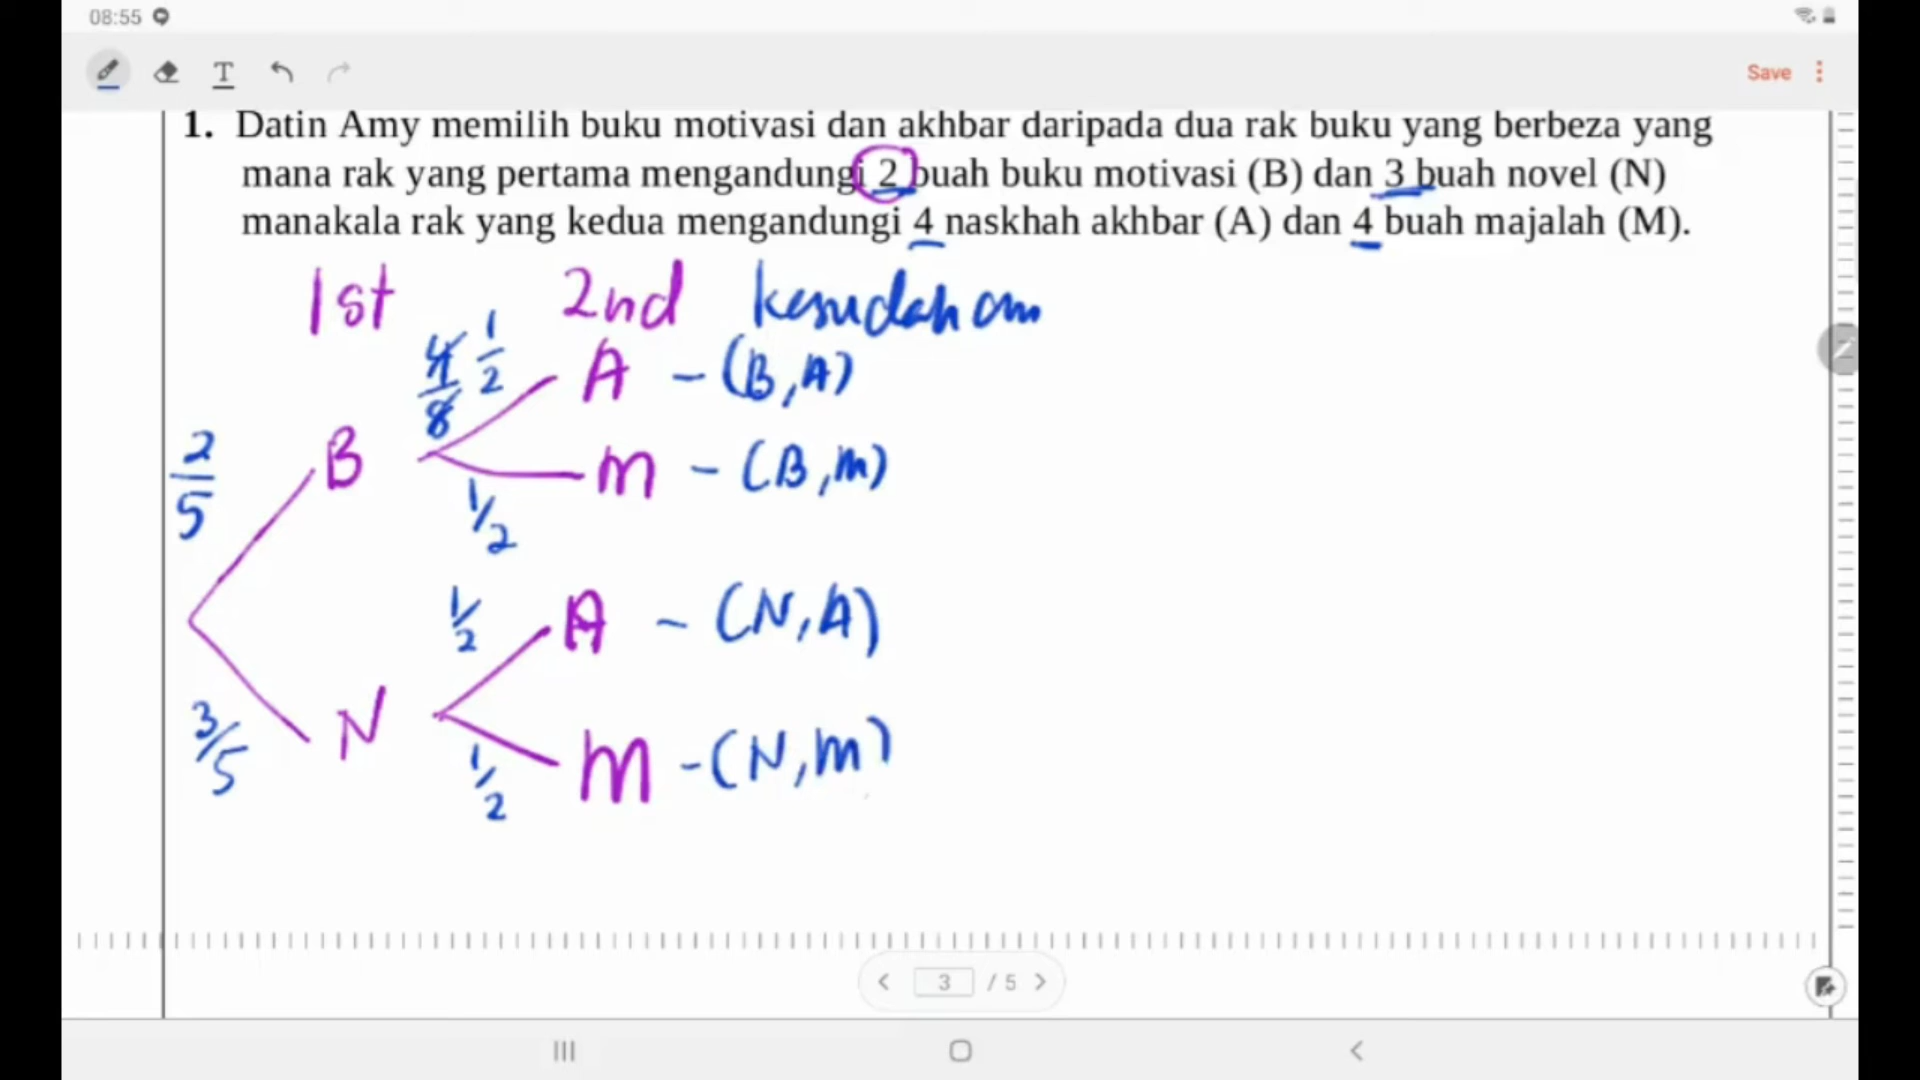 08:55
T
Save
1. Datin Amy memilih buku motivasi dan akhbar daripada dua rak buku yang berbeza yang
mana rak yang pertama mengandungi 2 buah buku motivasi (B) dan 3 buah novel (N)
manakala rak yang kedua mengandungi 4 naskhah akhbar (A) dan 4 buah majalah (M).
1st 2nd kesudahan
4/8 1/2 A - (B,A)
2/5 B
M - (B,M)
1/2
1/2 A - (N,A)
3/5 N
1/2 M - (N,M)
3 / 5